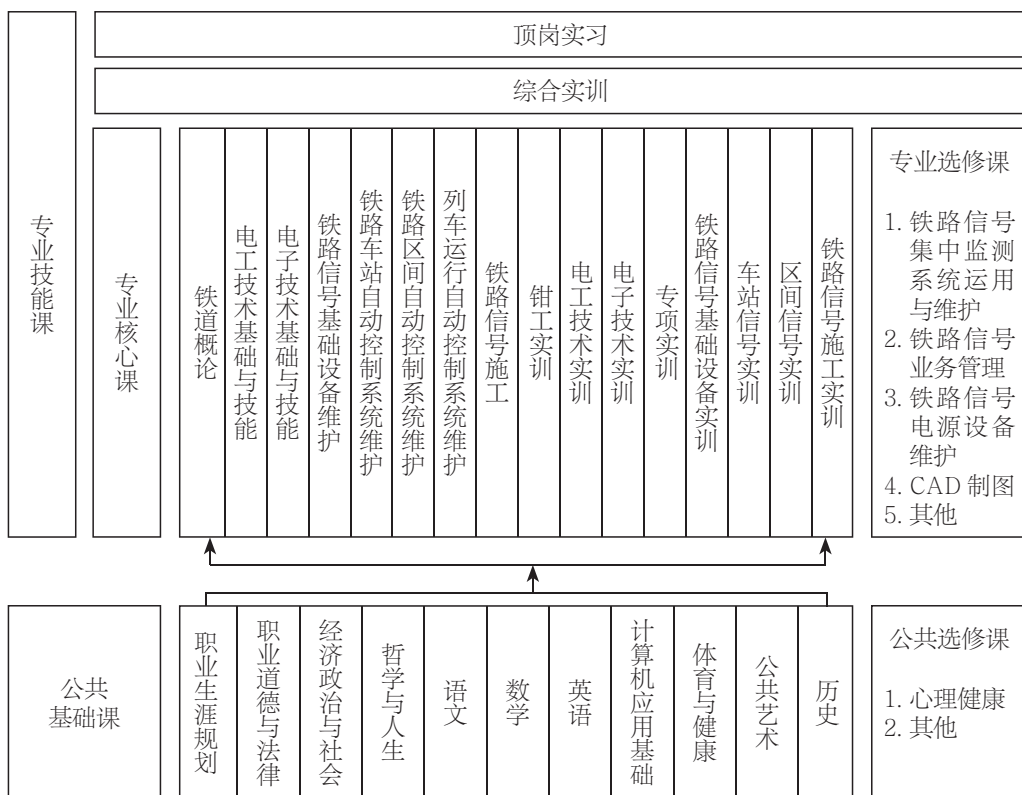 顶岗实习
综合实训
专业技能课
专业核心课
铁道概论
电工技术基础与技能
电子技术基础与技能
铁路信号基础设备维护
铁路车站自动控制系统维护
铁路区间自动控制系统维护
列车运行自动控制系统维护
铁路信号施工
钳工实训
电工技术实训
电子技术实训
专项实训
铁路信号基础设备实训
车站信号实训
区间信号实训
铁路信号施工实训
专业选修课
1. 铁路信号
集中监测
系统运用
与维护
2. 铁路信号
业务管理
3. 铁路信号
电源设备
维护
4. CAD 制图
5. 其他
公共
基础课
职业生涯规划
职业道德与法律
经济政治与社会
哲学与人生
语文
数学
英语
计算机应用基础
体育与健康
公共艺术
历史
公共选修课
1. 心理健康
2. 其他